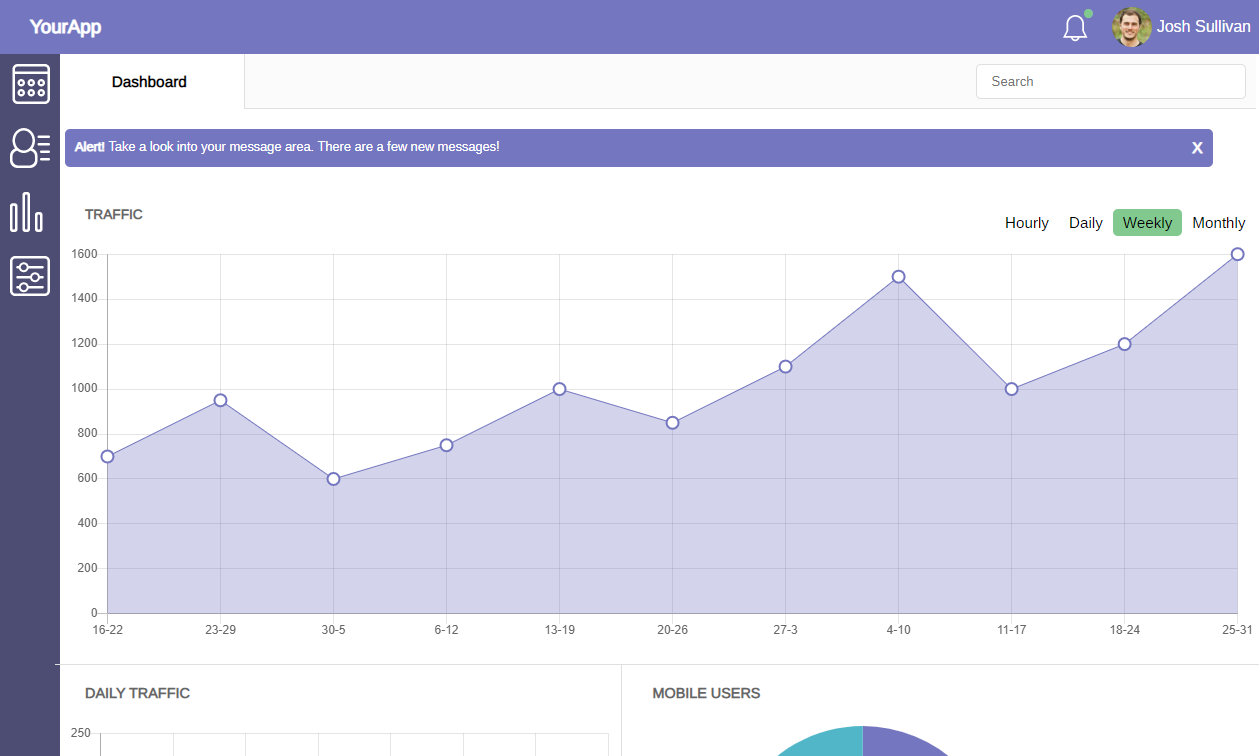 YourApp
Josh Sullivan
Dashboard
Search
Alert! Take a look into your message area. There are a few new messages!
X
TRAFFIC
Hourly Daily Weekly Monthly
1600
1400
1200
1000
800
600
400
200
0
16-22 23-29 30-5 6-12 13-19 20-26 27-3 4-10 11-17 18-24 25-31
DAILY TRAFFIC
250
MOBILE USERS